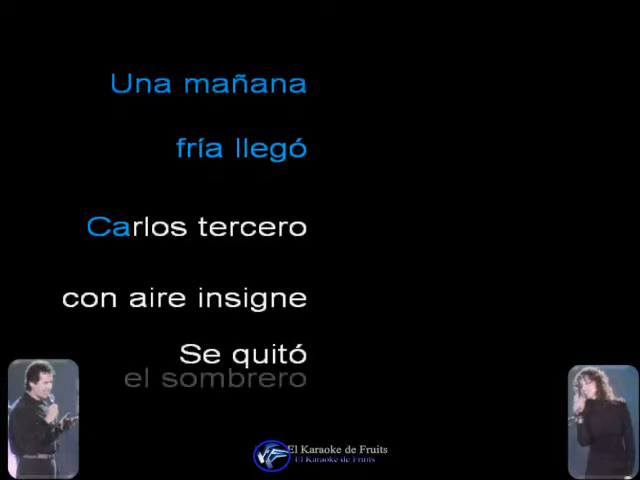 Una mañana
fría llegó
Carlos tercero
con aire insigne
Se quitó
el sombrero
El Karaoke de Fruits
El Karaoke de Fruits